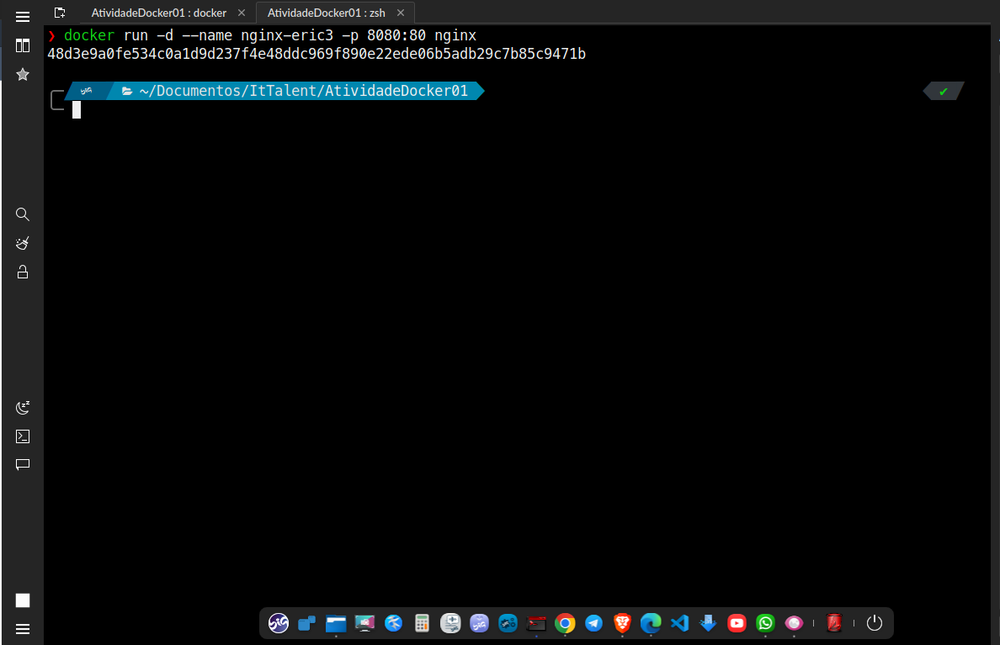 AtividadeDocker01 : docker
AtividadeDocker01 : zsh
❯ docker run -d --name nginx-eric3 -p 8080:80 nginx
48d3e9a0fe534c0a1d9d237f4e48ddc969f890e22ede06b5adb29c7b85c9471b
~/Documentos/ItTalent/AtividadeDocker01